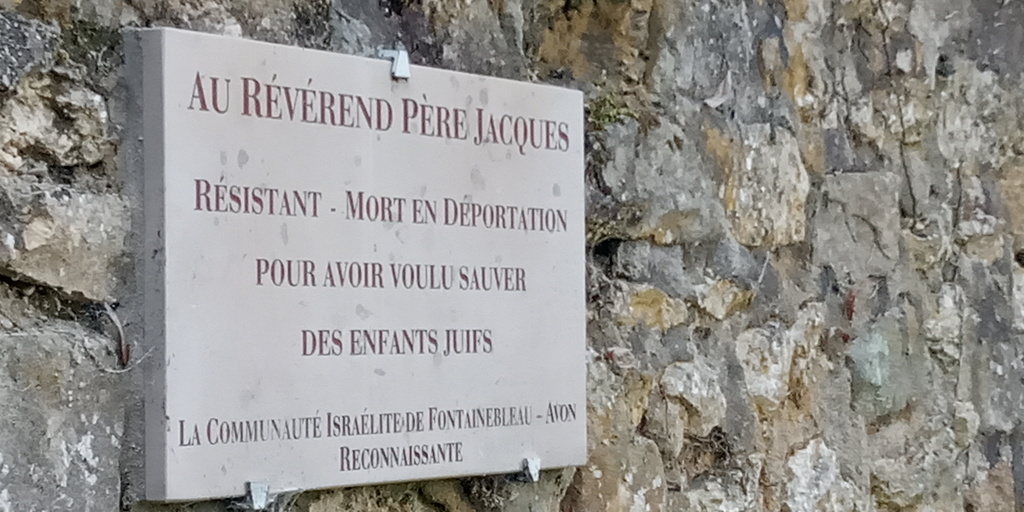 AU RÉVÉREND PÈRE JACQUES
RÉSISTANT - MORT EN DÉPORTATION
POUR AVOIR VOULU SAUVER
DES ENFANTS JUIFS
LA COMMUNAUTÉ ISRAÉLITE DE FONTAINEBLEAU - AVON
RECONNAISSANTE